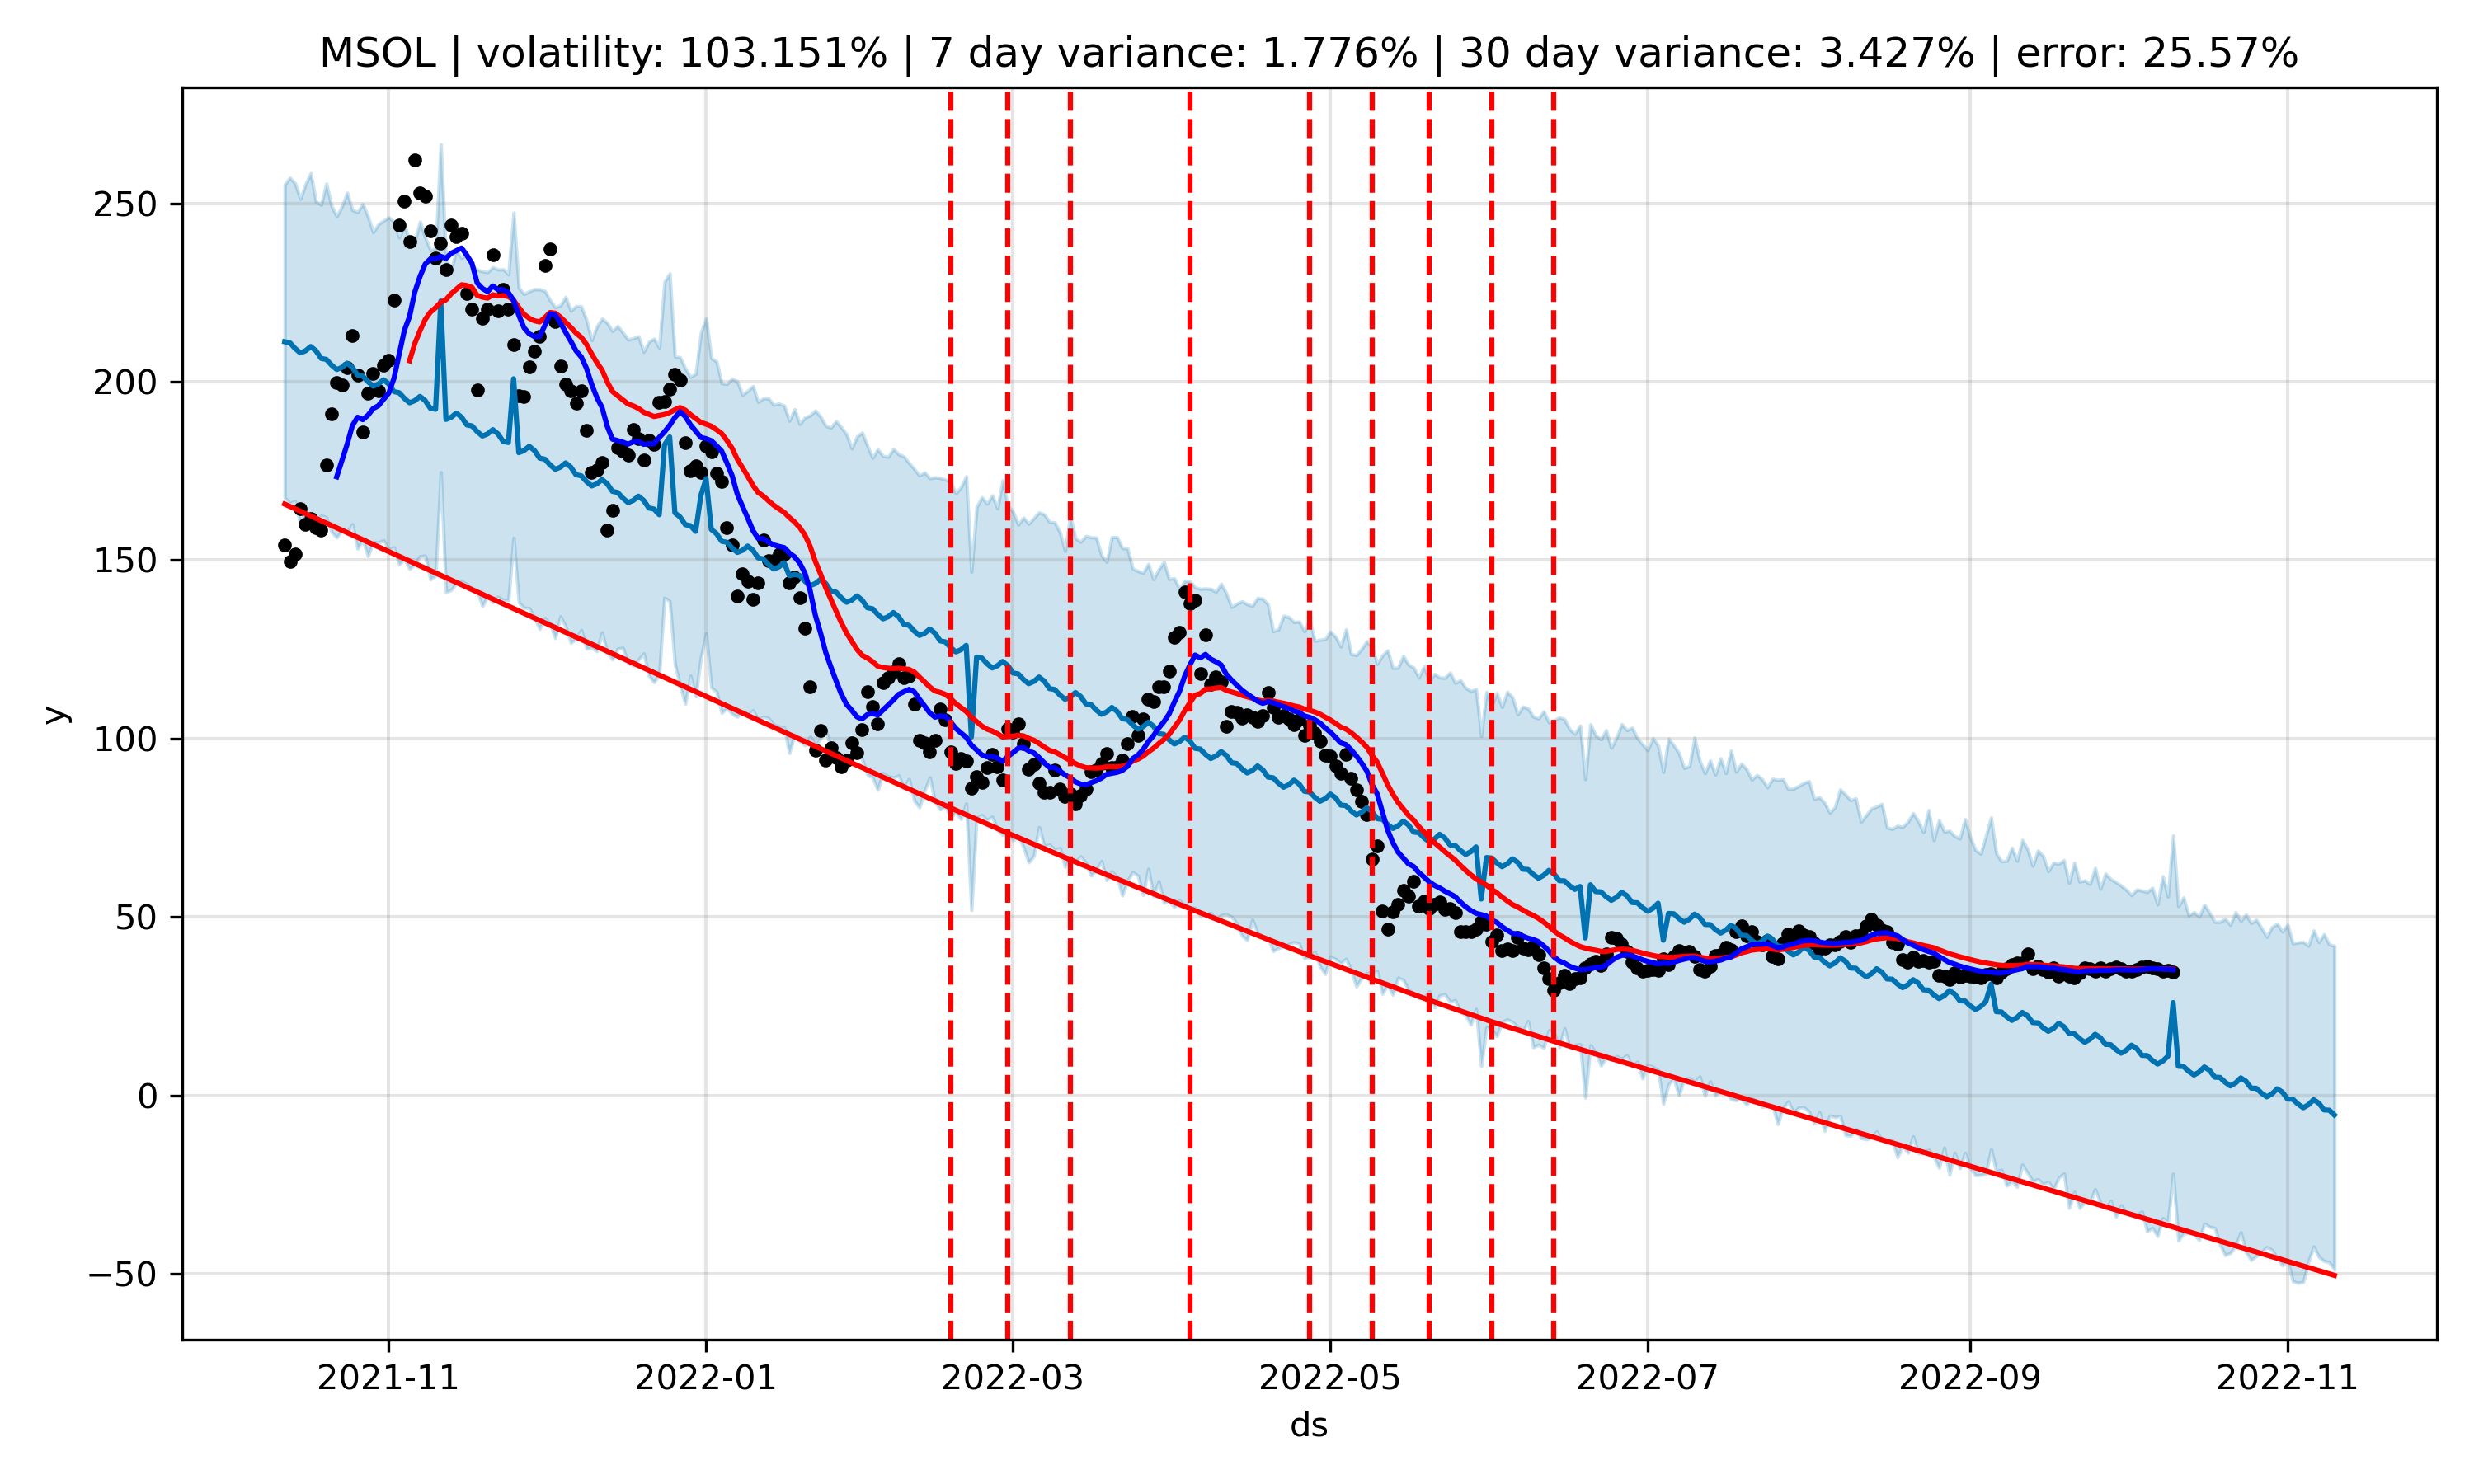 MSOL | volatility: 103.151% | 7 day variance: 1.776% | 30 day variance: 3.427% | error: 25.57%
250
200
150
100
50
0
−50
y
2021-11 2022-01 2022-03 2022-05 2022-07 2022-09 2022-11
ds